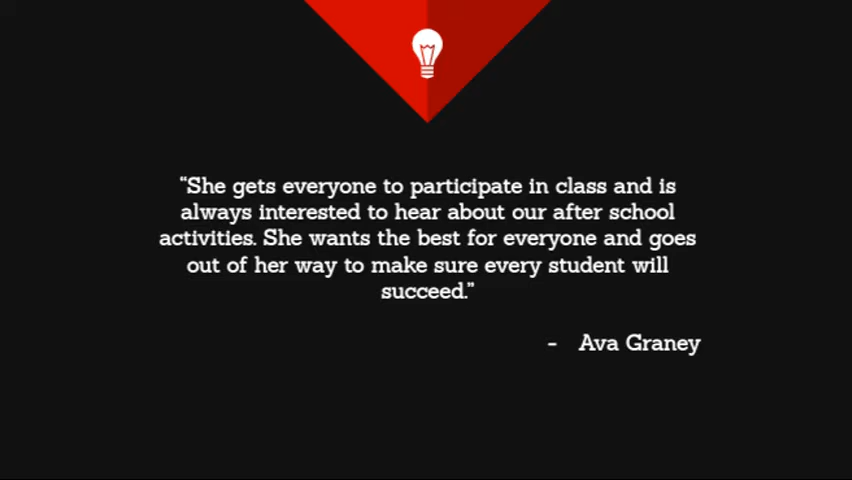 “She gets everyone to participate in class and is
always interested to hear about our after school
activities. She wants the best for everyone and goes
out of her way to make sure every student will
succeed.”
- Ava Graney